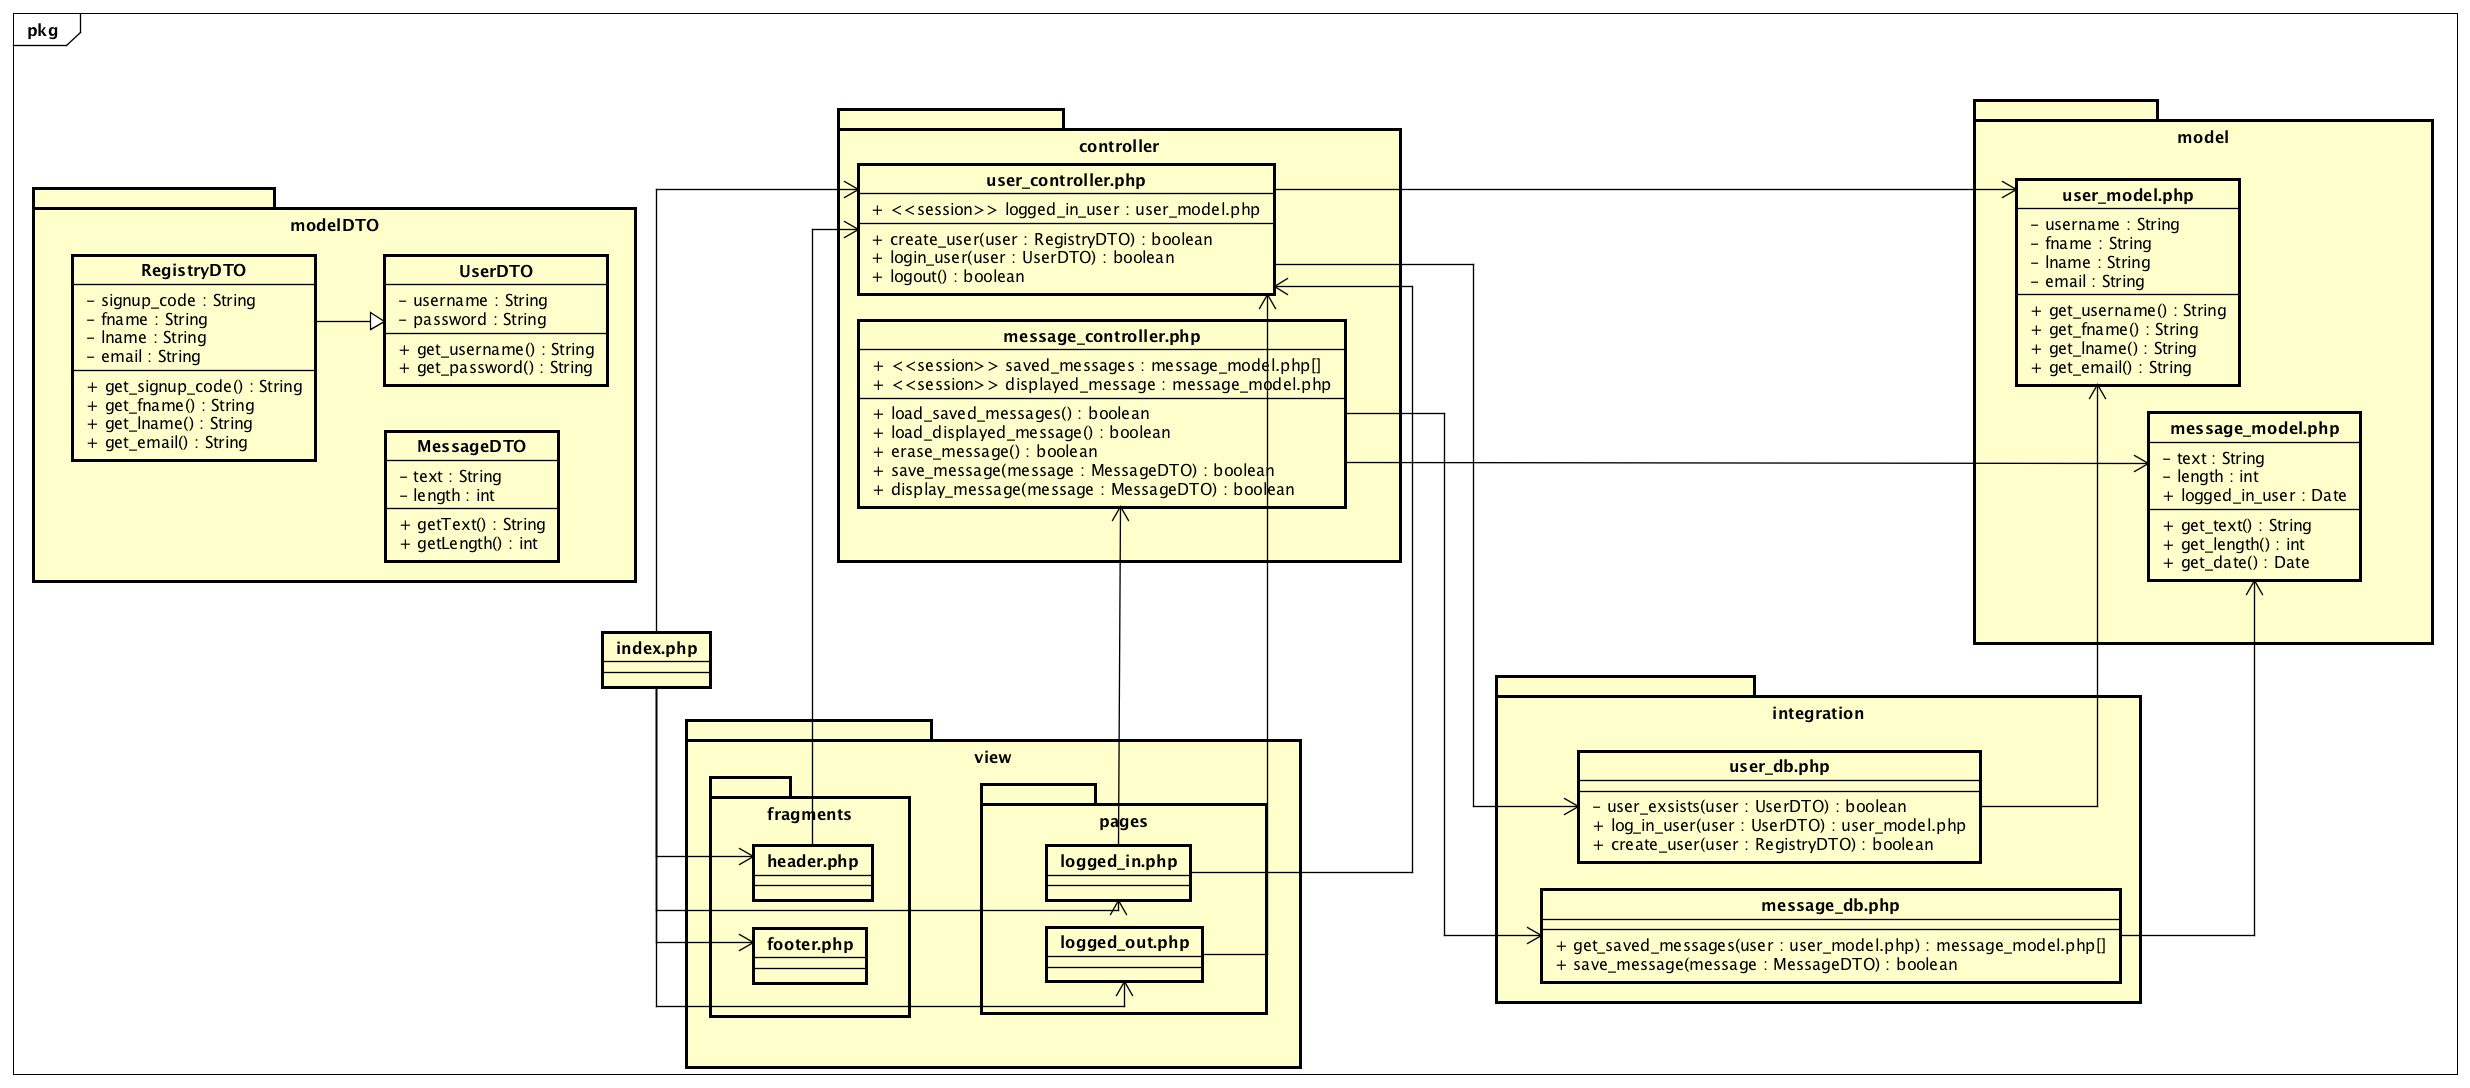 pkg
modelDTO
RegistryDTO
– signup_code : String
– fname : String
– lname : String
– email : String
+ get_signup_code() : String
+ get_fname() : String
+ get_lname() : String
+ get_email() : String
UserDTO
– username : String
– password : String
+ get_username() : String
+ get_password() : String
MessageDTO
– text : String
– length : int
+ getText() : String
+ getLength() : int
controller
user_controller.php
+ <<session>> logged_in_user : user_model.php
+ create_user(user : RegistryDTO) : boolean
+ login_user(user : UserDTO) : boolean
+ logout() : boolean
message_controller.php
+ <<session>> saved_messages : message_model.php[]
+ <<session>> displayed_message : message_model.php
+ load_saved_messages() : boolean
+ load_displayed_message() : boolean
+ erase_message() : boolean
+ save_message(message : MessageDTO) : boolean
+ display_message(message : MessageDTO) : boolean
model
user_model.php
– username : String
– fname : String
– lname : String
– email : String
+ get_username() : String
+ get_fname() : String
+ get_lname() : String
+ get_email() : String
message_model.php
– text : String
– length : int
+ logged_in_user : Date
+ get_text() : String
+ get_length() : int
+ get_date() : Date
index.php
view
fragments
header.php
footer.php
pages
logged_in.php
logged_out.php
integration
user_db.php
– user_exsists(user : UserDTO) : boolean
+ log_in_user(user : UserDTO) : user_model.php
+ create_user(user : RegistryDTO) : boolean
message_db.php
+ get_saved_messages(user : user_model.php) : message_model.php[]
+ save_message(message : MessageDTO) : boolean